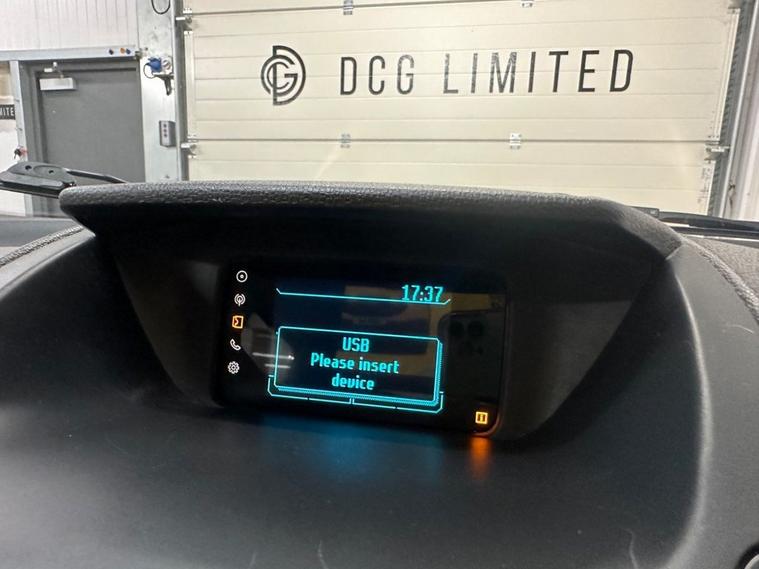 DCG LIMITED
17:37
USB
Please insert
device